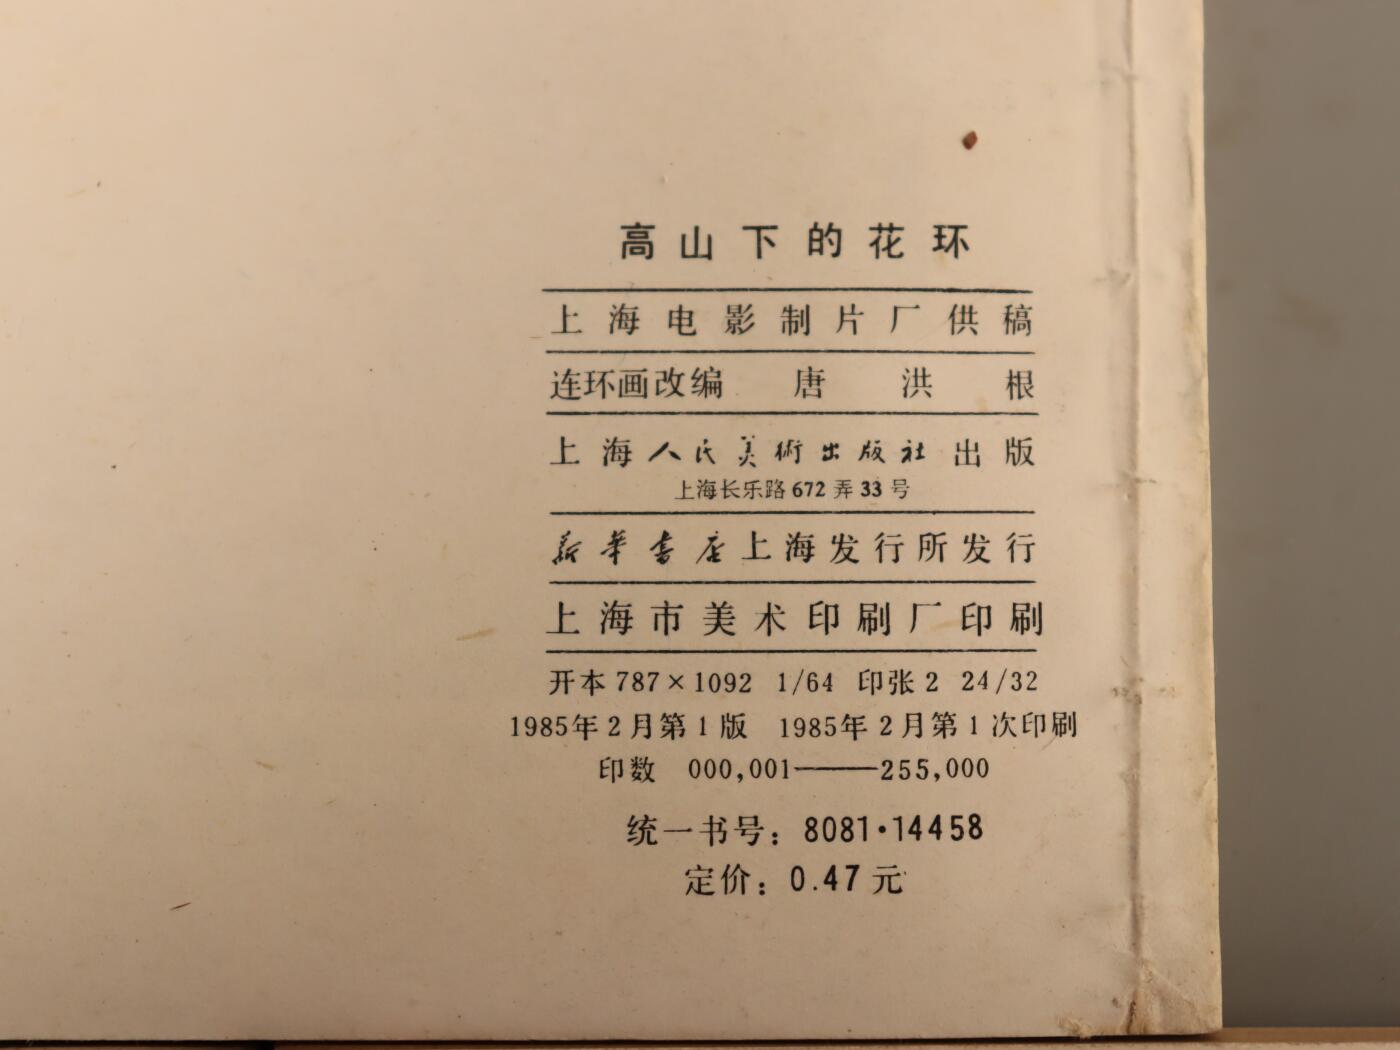 高山下的花环
上海电影制片厂供稿
连环画改编 唐洪根
上海人民美術出版社出版
上海长乐路672弄33号
新华书店上海发行所发行
上海市美术印刷厂印刷
开本787×1092 1/64 印张2 24/32
1985年2月第1版 1985年2月第1次印刷
印数 000,001——255,000
统一书号：8081·14458
定价：0.47元